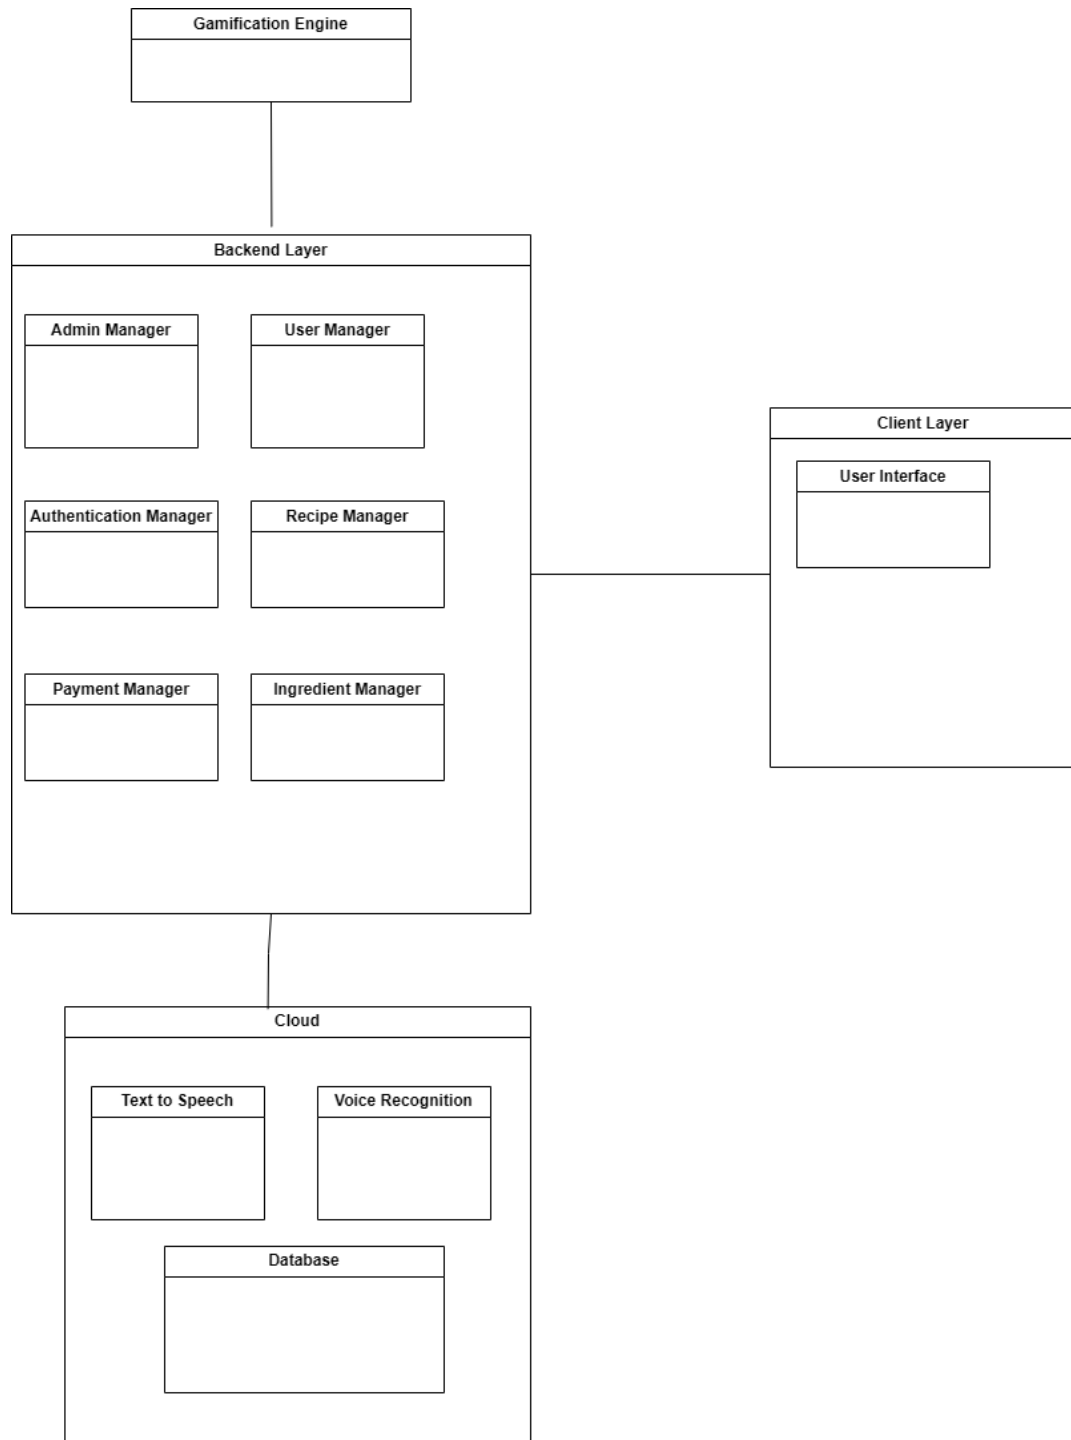 Gamification Engine
Backend Layer
Admin Manager
User Manager
Authentication Manager
Recipe Manager
Payment Manager
Ingredient Manager
Client Layer
User Interface
Cloud
Text to Speech
Voice Recognition
Database